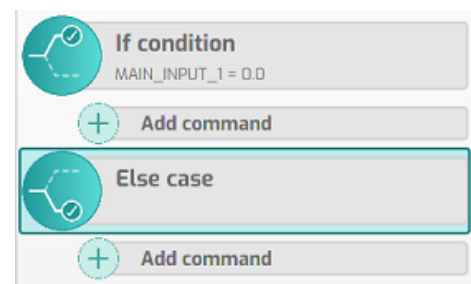 If condition
MAIN_INPUT_1 = 0.0
Add command
Else case
Add command